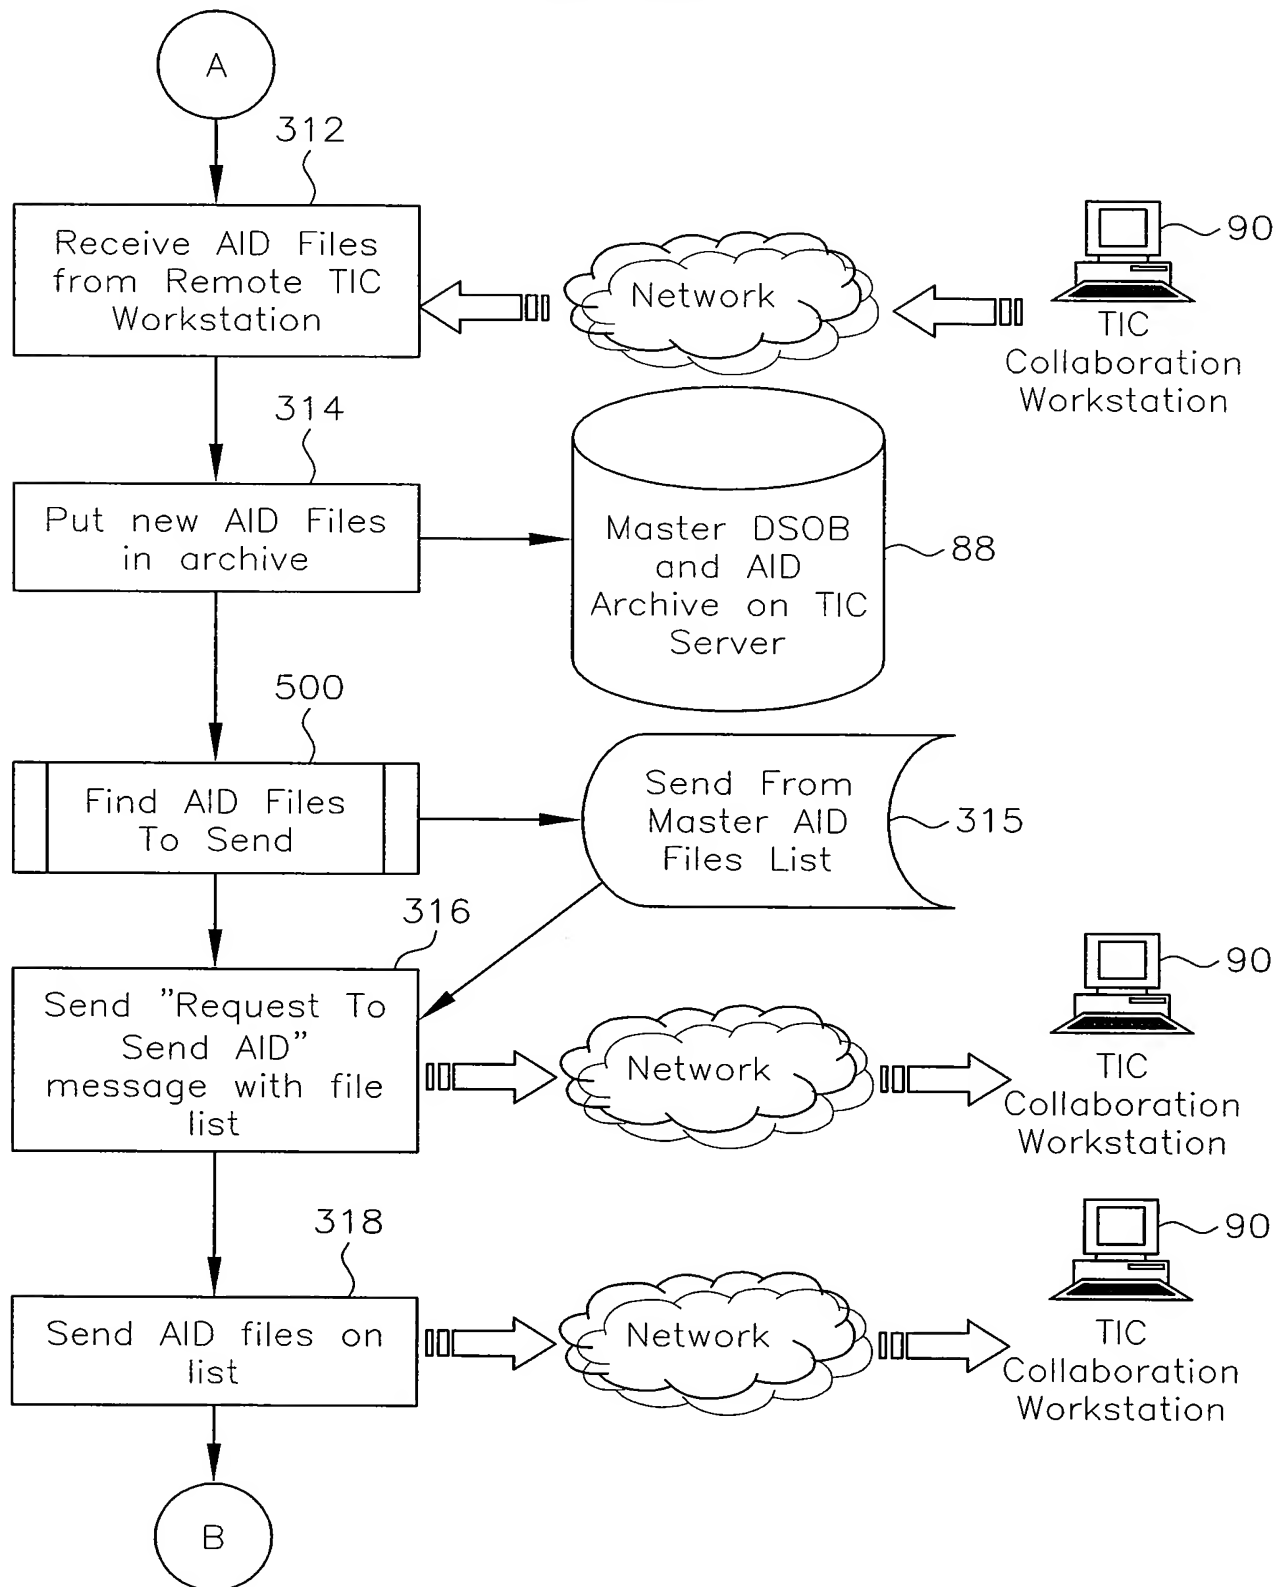 A
312
Receive AID Files
from Remote TIC
Workstation
Network
90
TIC
Collaboration
Workstation
314
Put new AID Files
in archive
Master DSOB
and AID
Archive on TIC
Server
88
500
Find AID Files
To Send
Send From
Master AID
Files List
315
316
Send "Request To
Send AID"
message with file
list
Network
90
TIC
Collaboration
Workstation
318
Send AID files on
list
Network
90
TIC
Collaboration
Workstation
B